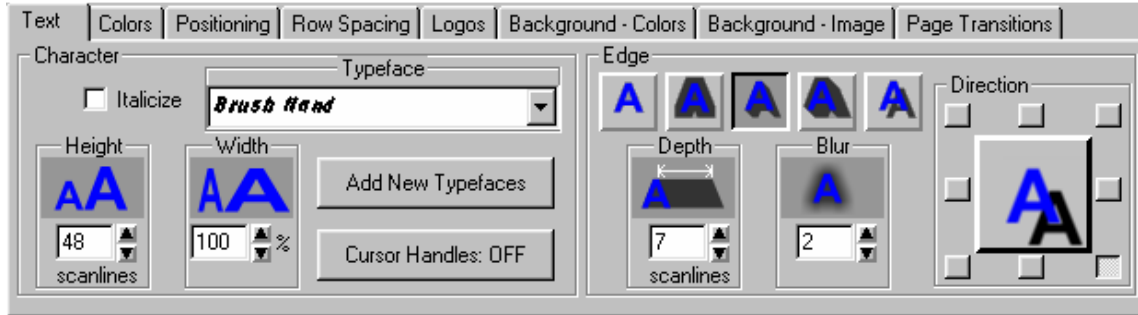 Text Colors Positioning Row Spacing Logos Background - Colors Background - Image Page Transitions
Character
Typeface
Italicize
Brush Hand
Height
Width
48
scanlines
100 %
Add New Typefaces
Cursor Handles: OFF
Edge
Direction
Depth
Blur
7
scanlines
2